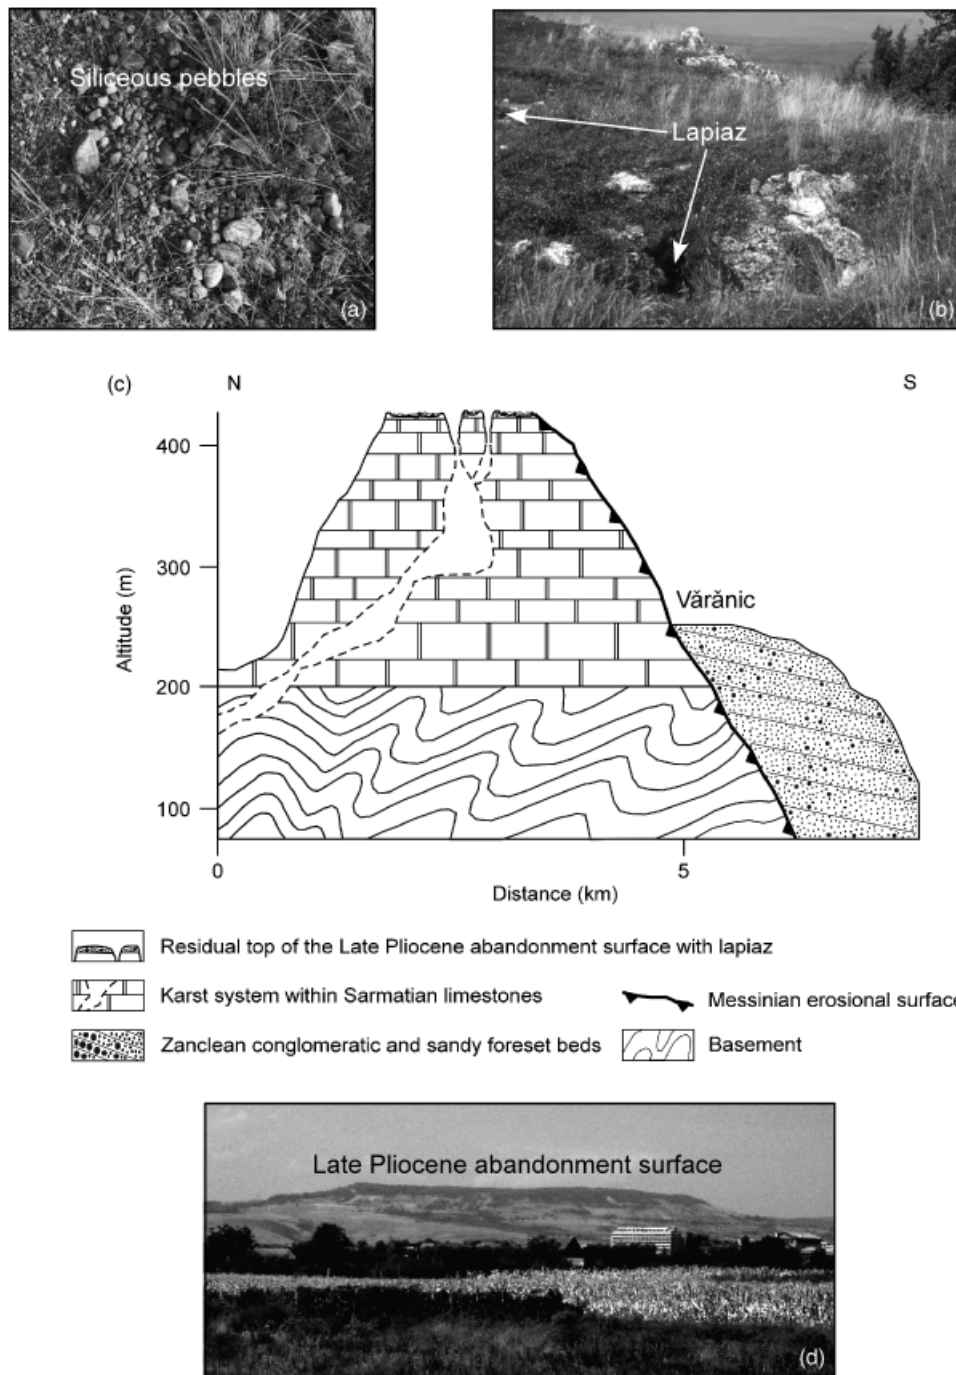 Siliceous pebbles
(a)
Lapiaz
(b)
(c)
N
S
400
300
200
100
Altitude (m)
Vărănic
0
5
Distance (km)
Residual top of the Late Pliocene abandonment surface with lapiaz
Karst system within Sarmatian limestones
Messinian erosional surface
Zanclean conglomeratic and sandy foreset beds
Basement
Late Pliocene abandonment surface
(d)